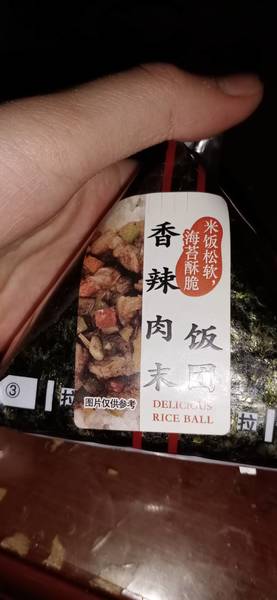 米饭松软，
海苔酥脆
香辣肉末
饭团
DELICIOUS
RICE BALL
图片仅供参考
③
拉
拉